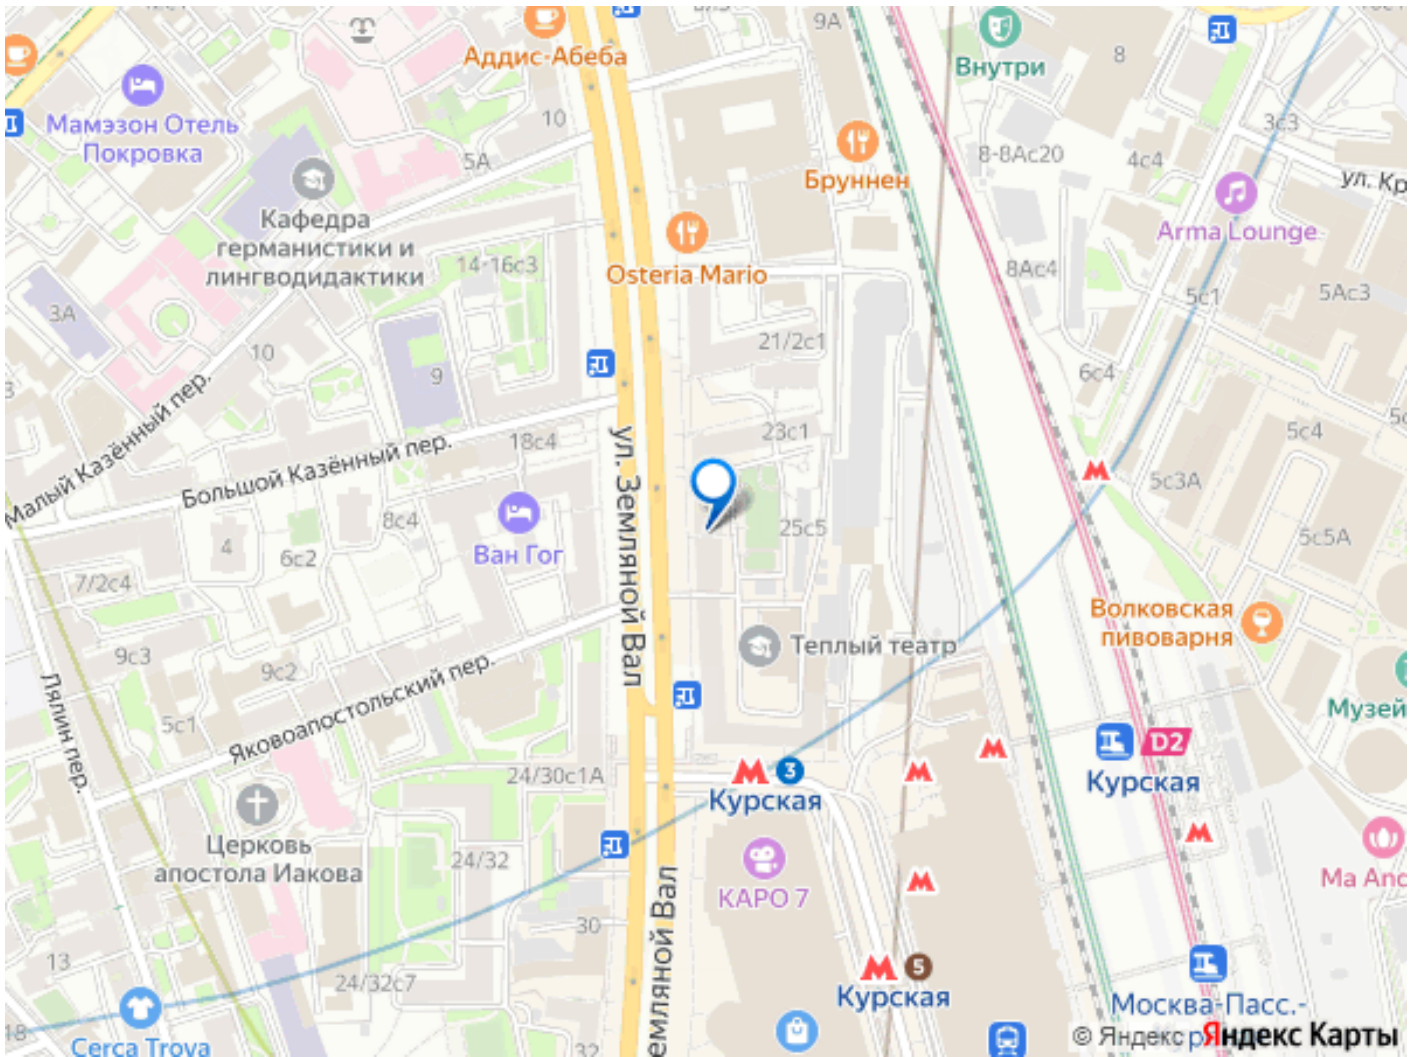 9А
Аддис-Абеба
Внутри
8
Мамэзон Отель
Покровка
10
3с3
5А
8-8Ас20
4с4
Бруннен
ул. Кр
Кафедра
германистики и
лингводидактики
Arma Lounge
14-16с3
Osteria Mario
8Ас4
5с1
5Ас3
3А
21/2с1
10
9
6с4
3
Малый Казённый пер.
Большой Казённый пер.
18с4
ул. Земляной Вал
23с1
5с4
5с3А
8с4
25с5
5с5А
4
6с2
Ван Гог
7/2с4
Волковская
пивоварня
Теплый театр
9с3
9с2
Лялин пер.
Яковоапостольский пер.
5с1
Музей
D2
Курская
24/30с1А
3
Курская
Церковь
апостола Иакова
24/32
КАРО 7
Ma Anc
30
емляной Вал
13
24/32с7
5
Курская
Москва-Пасс.-
18
Cerca Trova
32
© Яндекс
Яндекс Карты